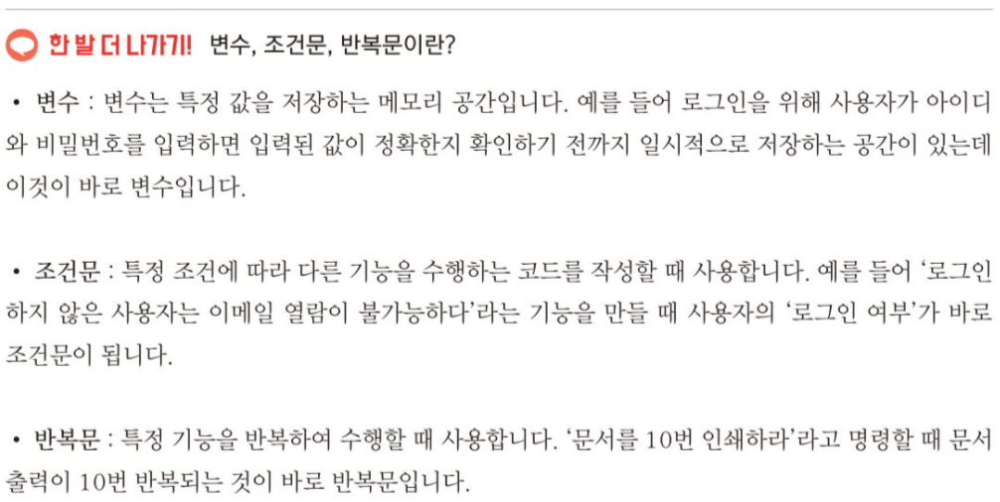 한 발 더 나가기! 변수, 조건문, 반복문이란?
• 변수 : 변수는 특정 값을 저장하는 메모리 공간입니다. 예를 들어 로그인을 위해 사용자가 아이디
와 비밀번호를 입력하면 입력된 값이 정확한지 확인하기 전까지 일시적으로 저장하는 공간이 있는데
이것이 바로 변수입니다.
• 조건문 : 특정 조건에 따라 다른 기능을 수행하는 코드를 작성할 때 사용합니다. 예를 들어 ‘로그인
하지 않은 사용자는 이메일 열람이 불가능하다’라는 기능을 만들 때 사용자의 ‘로그인 여부’가 바로
조건문이 됩니다.
• 반복문 : 특정 기능을 반복하여 수행할 때 사용합니다. ‘문서를 10번 인쇄하라’라고 명령할 때 문서
출력이 10번 반복되는 것이 바로 반복문입니다.